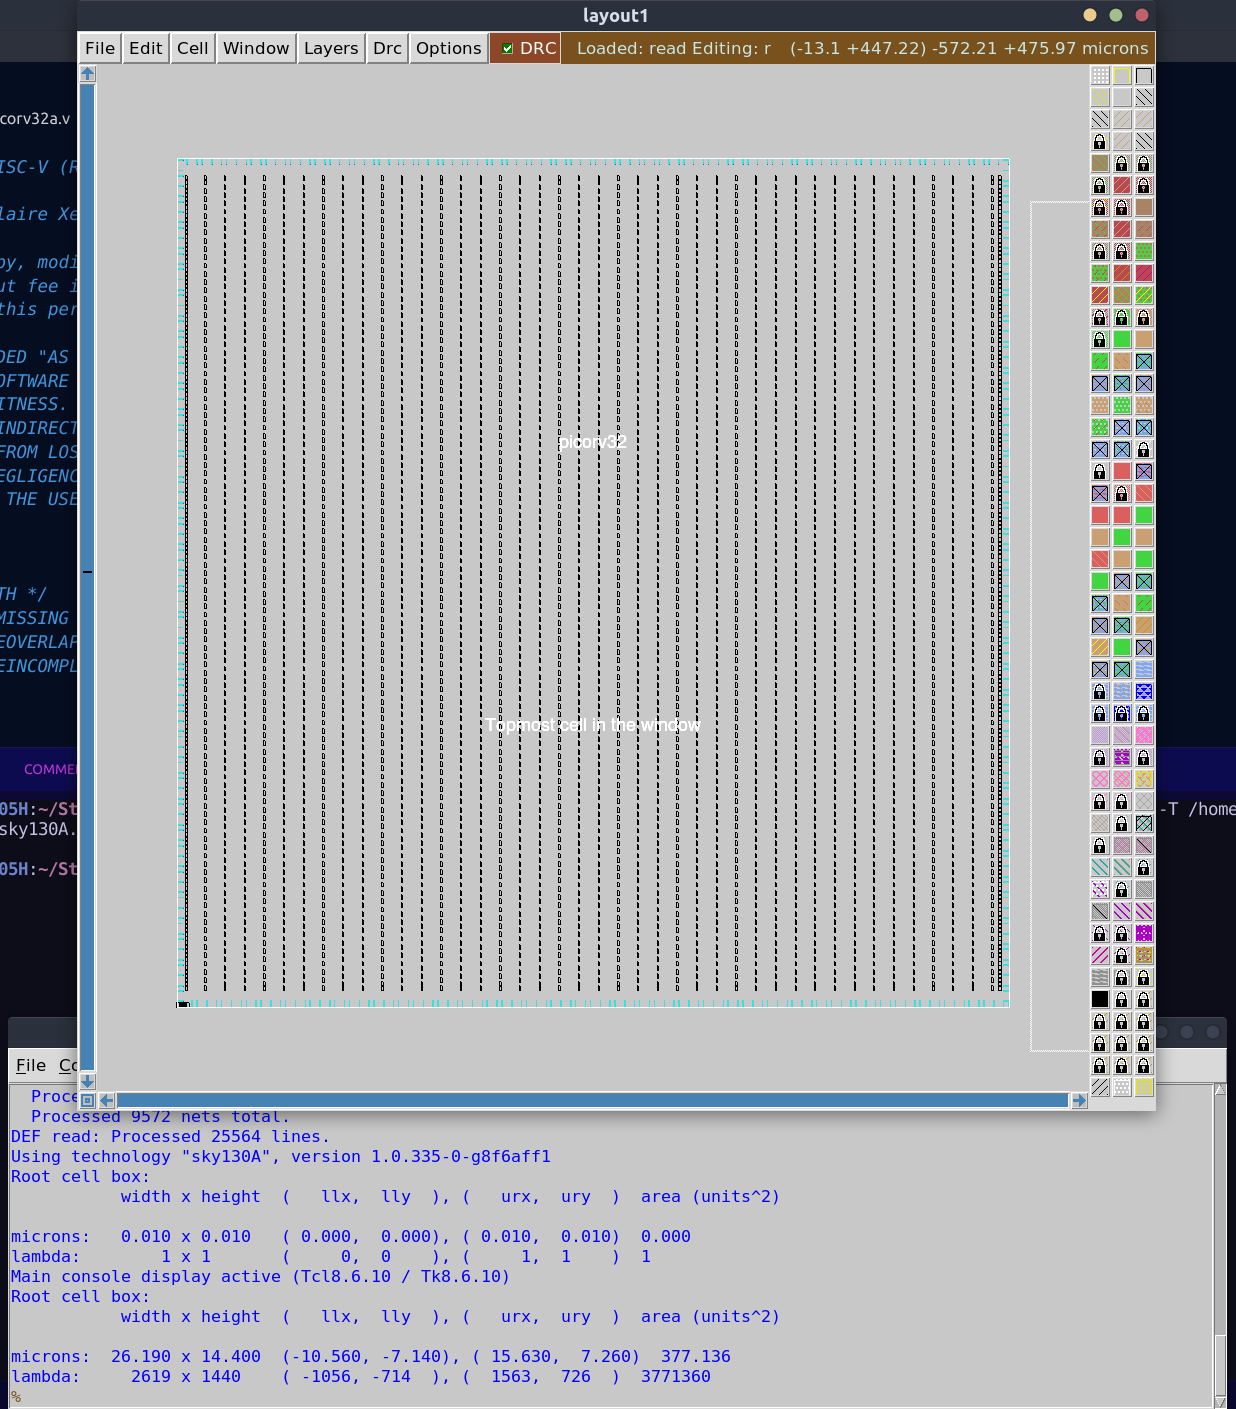 layout1
File Edit Cell Window Layers Drc Options DRC Loaded: read Editing: r (-13.1 +447.22) -572.21 +475.97 microns
corv32a.v
ISC-V (R
laire Xe
py, modi
ut fee i
this per
DED "AS
OFTWARE
ITNESS.
INDIRECT
FROM LOS
EGLIGENC
THE USE
TH */
MISSING
EOVERLAP
EINCOMPL
picorv32
Topmost cell in the window
COMME
05H:~/St
-T /home
sky130A.
05H:~/St
File Co
Proce
Processed 9572 nets total.
DEF read: Processed 25564 lines.
Using technology "sky130A", version 1.0.335-0-g8f6aff1
Root cell box:
width x height ( llx, lly ), ( urx, ury ) area (units^2)
microns: 0.010 x 0.010 ( 0.000, 0.000), ( 0.010, 0.010) 0.000
lambda: 1 x 1 ( 0, 0 ), ( 1, 1 ) 1
Main console display active (Tcl8.6.10 / Tk8.6.10)
Root cell box:
width x height ( llx, lly ), ( urx, ury ) area (units^2)
microns: 26.190 x 14.400 (-10.560, -7.140), ( 15.630, 7.260) 377.136
lambda: 2619 x 1440 ( -1056, -714 ), ( 1563, 726 ) 3771360
%